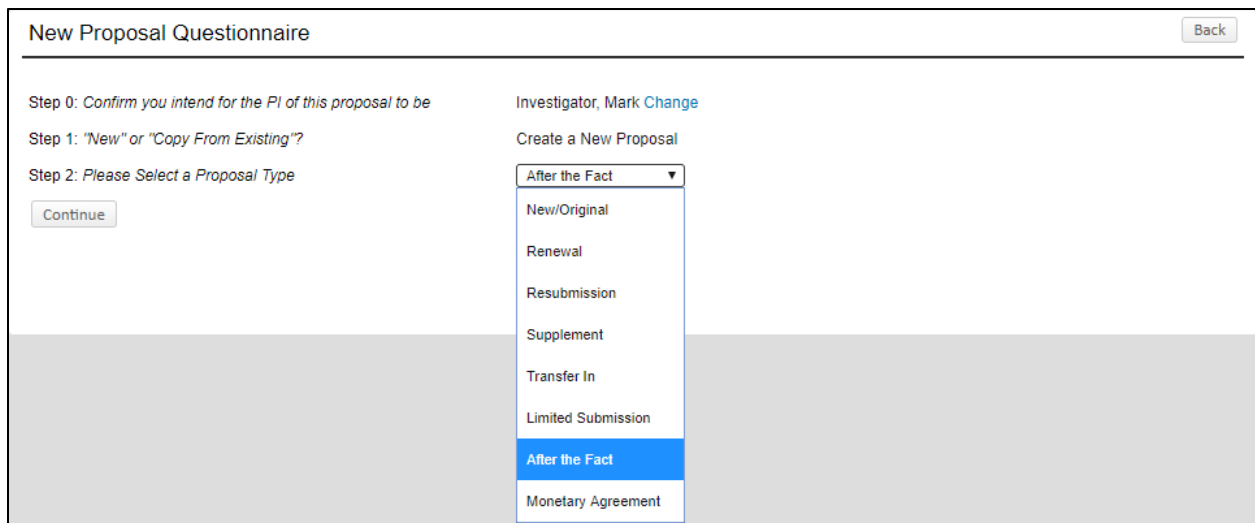 New Proposal Questionnaire
Back
Step 0: Confirm you intend for the PI of this proposal to be
Investigator, Mark Change
Step 1: "New" or "Copy From Existing"?
Create a New Proposal
Step 2: Please Select a Proposal Type
After the Fact
Continue
New/Original
Renewal
Resubmission
Supplement
Transfer In
Limited Submission
After the Fact
Monetary Agreement